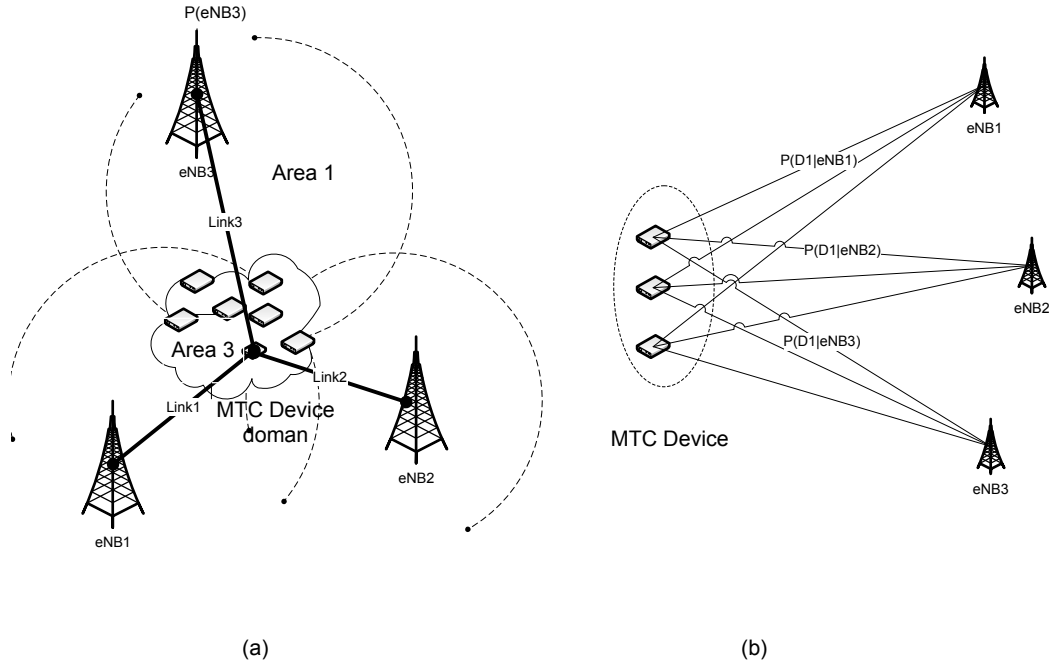 P(eNB3)
eNB3
Area 1
Link3
Area 3
Link2
Link1
MTC Device
doman
eNB2
eNB1
(a)
eNB1
P(D1|eNB1)
P(D1|eNB2)
eNB2
P(D1|eNB3)
MTC Device
eNB3
(b)